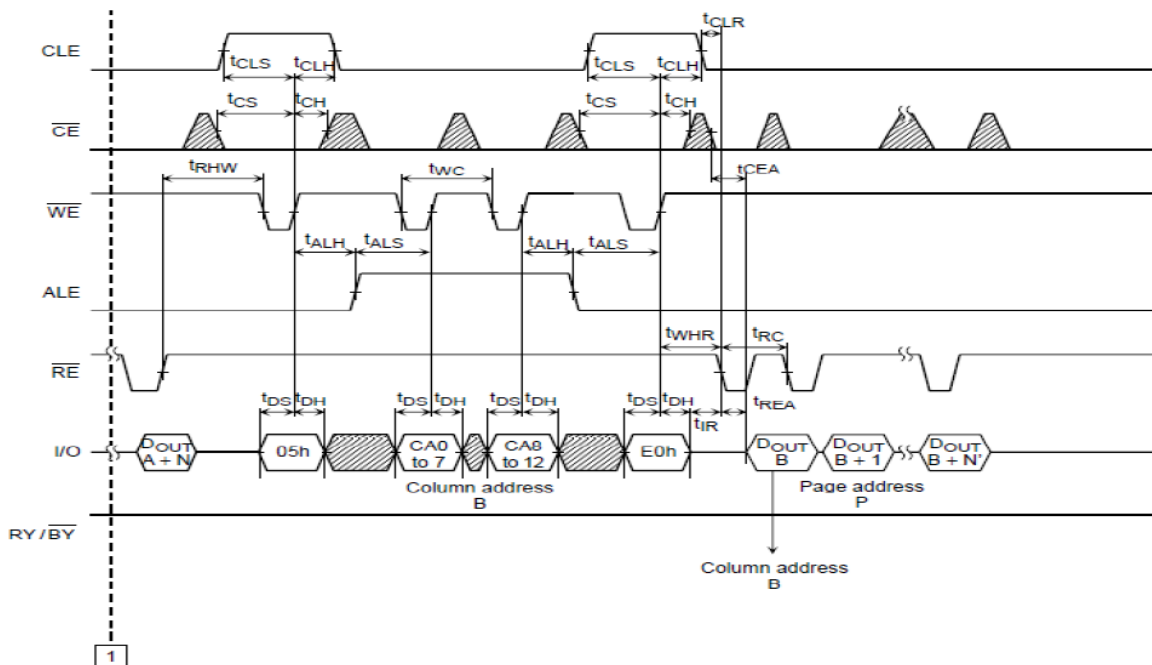 tCLR
CLE
tCLS tCLH tCLS tCLH
tCS tCH tCS tCH
CE
tCEA
tRHW tWC
WE
tALH tALS tALH tALS
ALE
tWHR tRC
RE
tDS tDH tDS tDH tDS tDH tDS tDH tREA
tIR
I/O
DOUT A + N
05h
CA0 to 7
CA8 to 12
E0h
DOUT B
DOUT B + 1
DOUT B + N'
Column address B
Page address P
RY / BY
Column address B
1